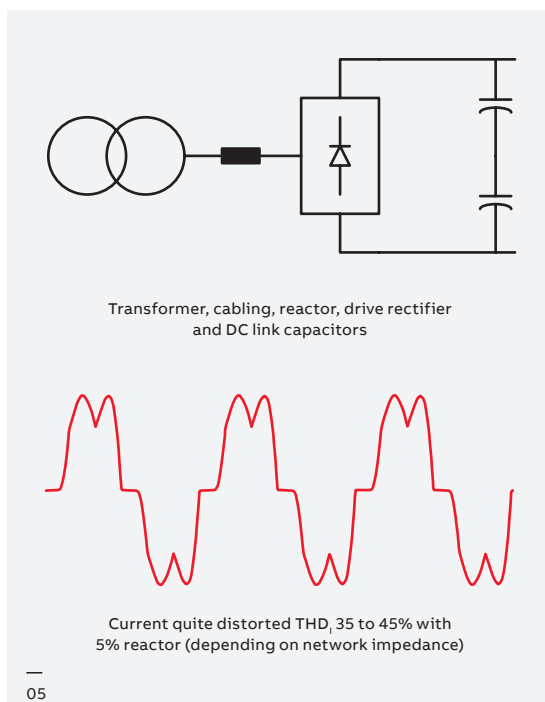 Transformer, cabling, reactor, drive rectifier
and DC link capacitors
Current quite distorted THDI 35 to 45% with
5% reactor (depending on network impedance)
—
05